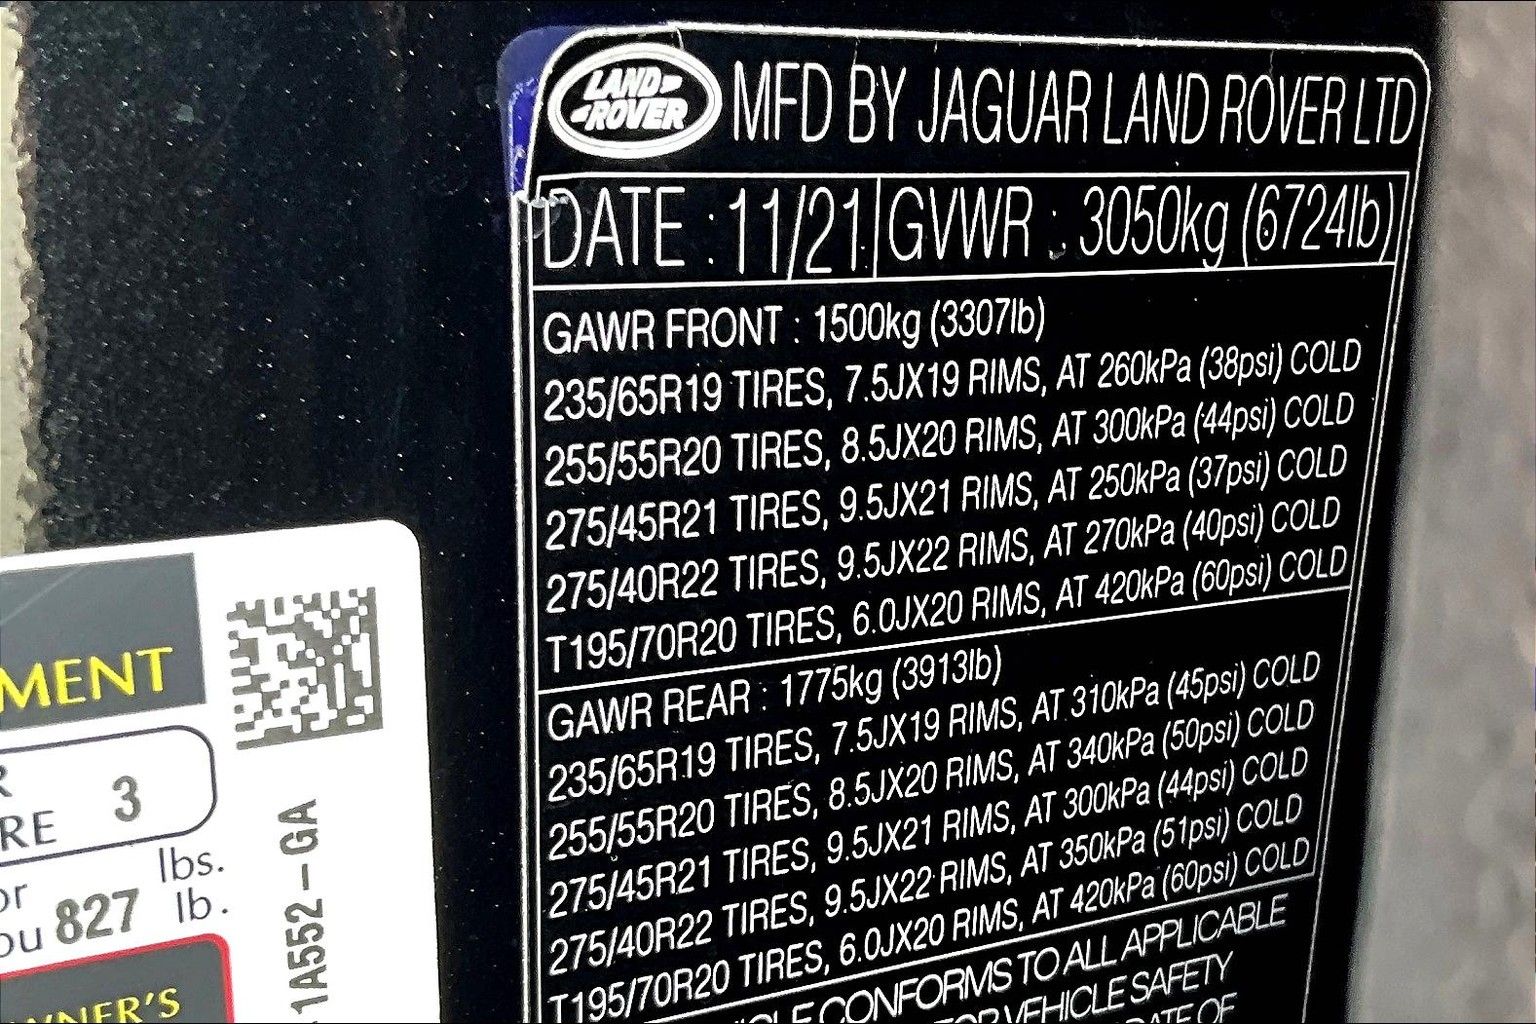 LAND
ROVER
MFD BY JAGUAR LAND ROVER LTD
DATE : 11/21 GVWR : 3050kg (6724lb)
GAWR FRONT : 1500kg (3307lb)
235/65R19 TIRES, 7.5JX19 RIMS, AT 260kPa (38psi) COLD
255/55R20 TIRES, 8.5JX20 RIMS, AT 300kPa (44psi) COLD
275/45R21 TIRES, 9.5JX21 RIMS, AT 250kPa (37psi) COLD
275/40R22 TIRES, 9.5JX22 RIMS, AT 270kPa (40psi) COLD
T195/70R20 TIRES, 6.0JX20 RIMS, AT 420kPa (60psi) COLD
GAWR REAR : 1775kg (3913lb)
235/65R19 TIRES, 7.5JX19 RIMS, AT 310kPa (45psi) COLD
255/55R20 TIRES, 8.5JX20 RIMS, AT 340kPa (50psi) COLD
275/45R21 TIRES, 9.5JX21 RIMS, AT 300kPa (44psi) COLD
275/40R22 TIRES, 9.5JX22 RIMS, AT 350kPa (51psi) COLD
T195/70R20 TIRES, 6.0JX20 RIMS, AT 420kPa (60psi) COLD
CONFORMS TO ALL APPLICABLE
VEHICLE SAFETY
OF
MENT
R
RE 3
or lbs.
ou 827 lb.
WNER'S
1A552-GA